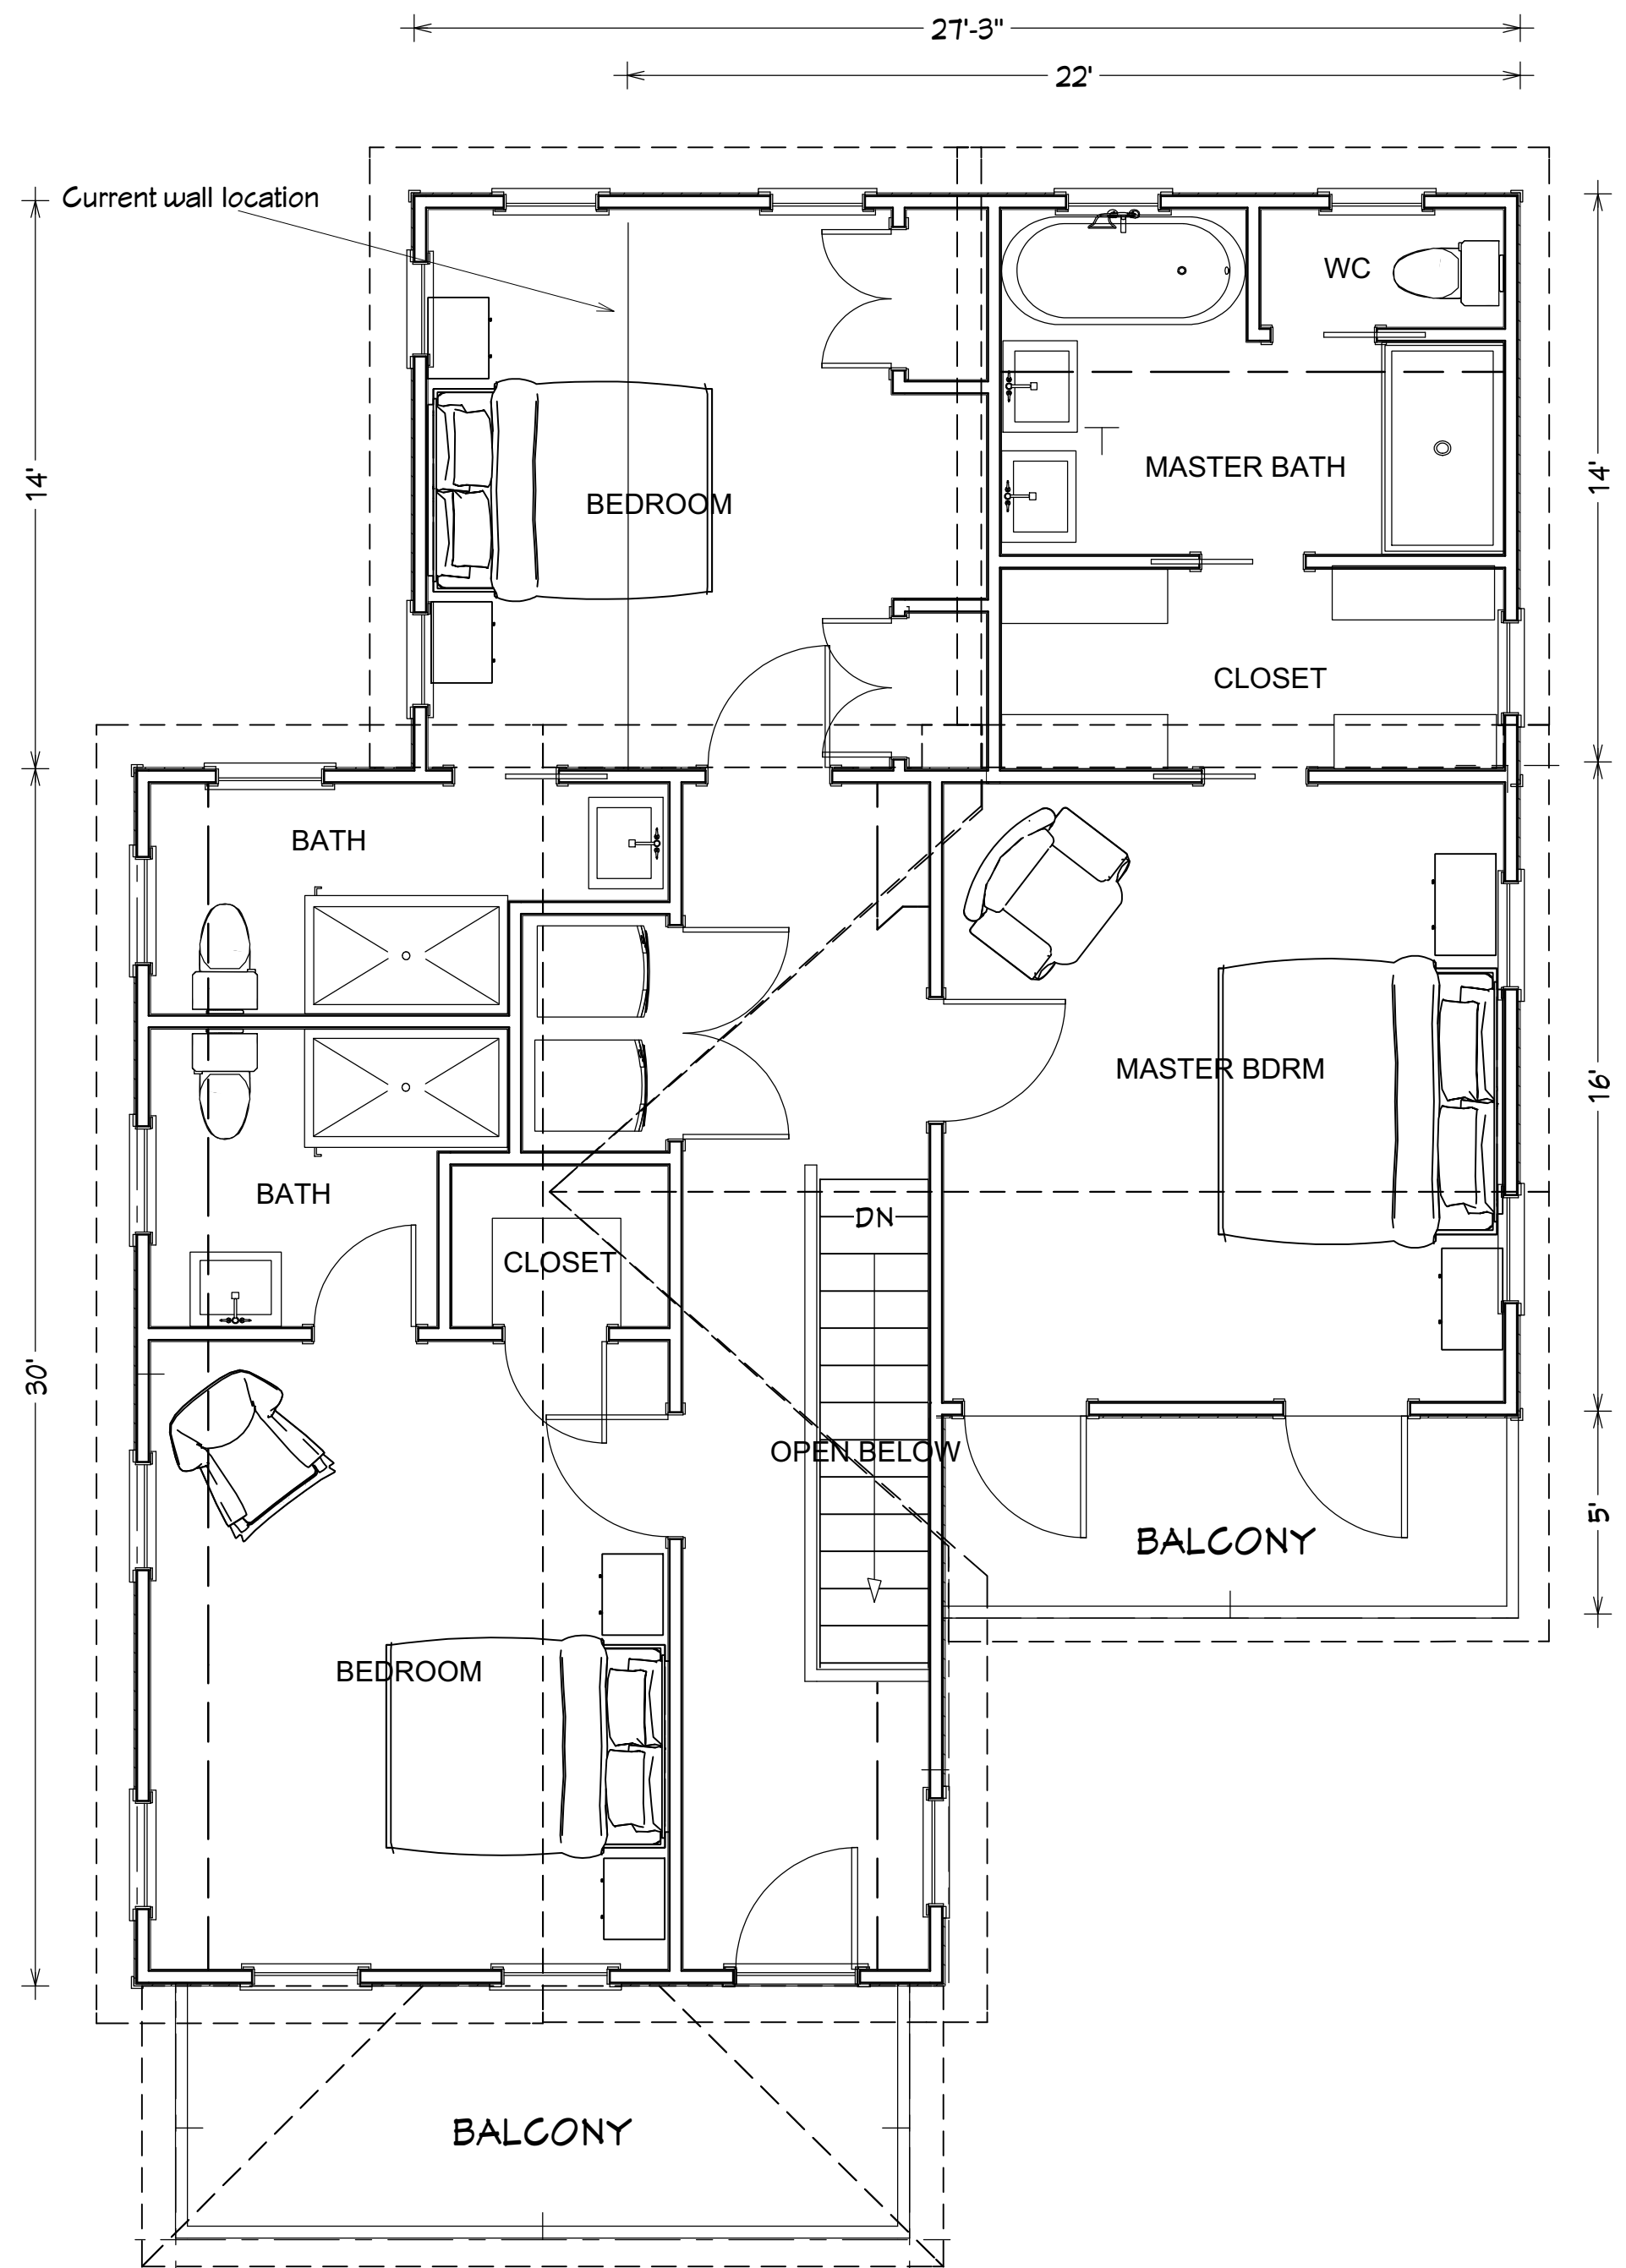 27'-3"
22'
Current wall location
WC
14'
14'
MASTER BATH
BEDROOM
CLOSET
BATH
MASTER BDRM
16'
BATH
DN
CLOSET
30'
OPEN BELOW
5'
BALCONY
BEDROOM
BALCONY